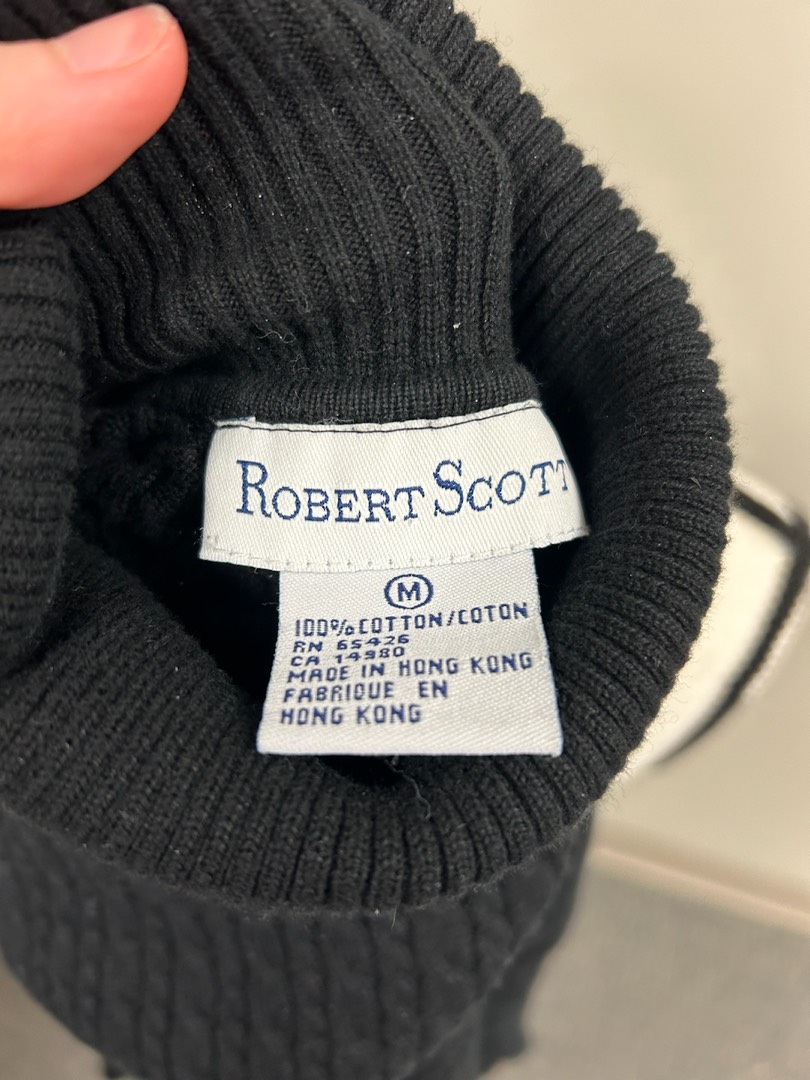 ROBERT SCOTT
M
100% COTTON/COTON
RN 65426
CA 14980
MADE IN HONG KONG
FABRIQUE EN
HONG KONG